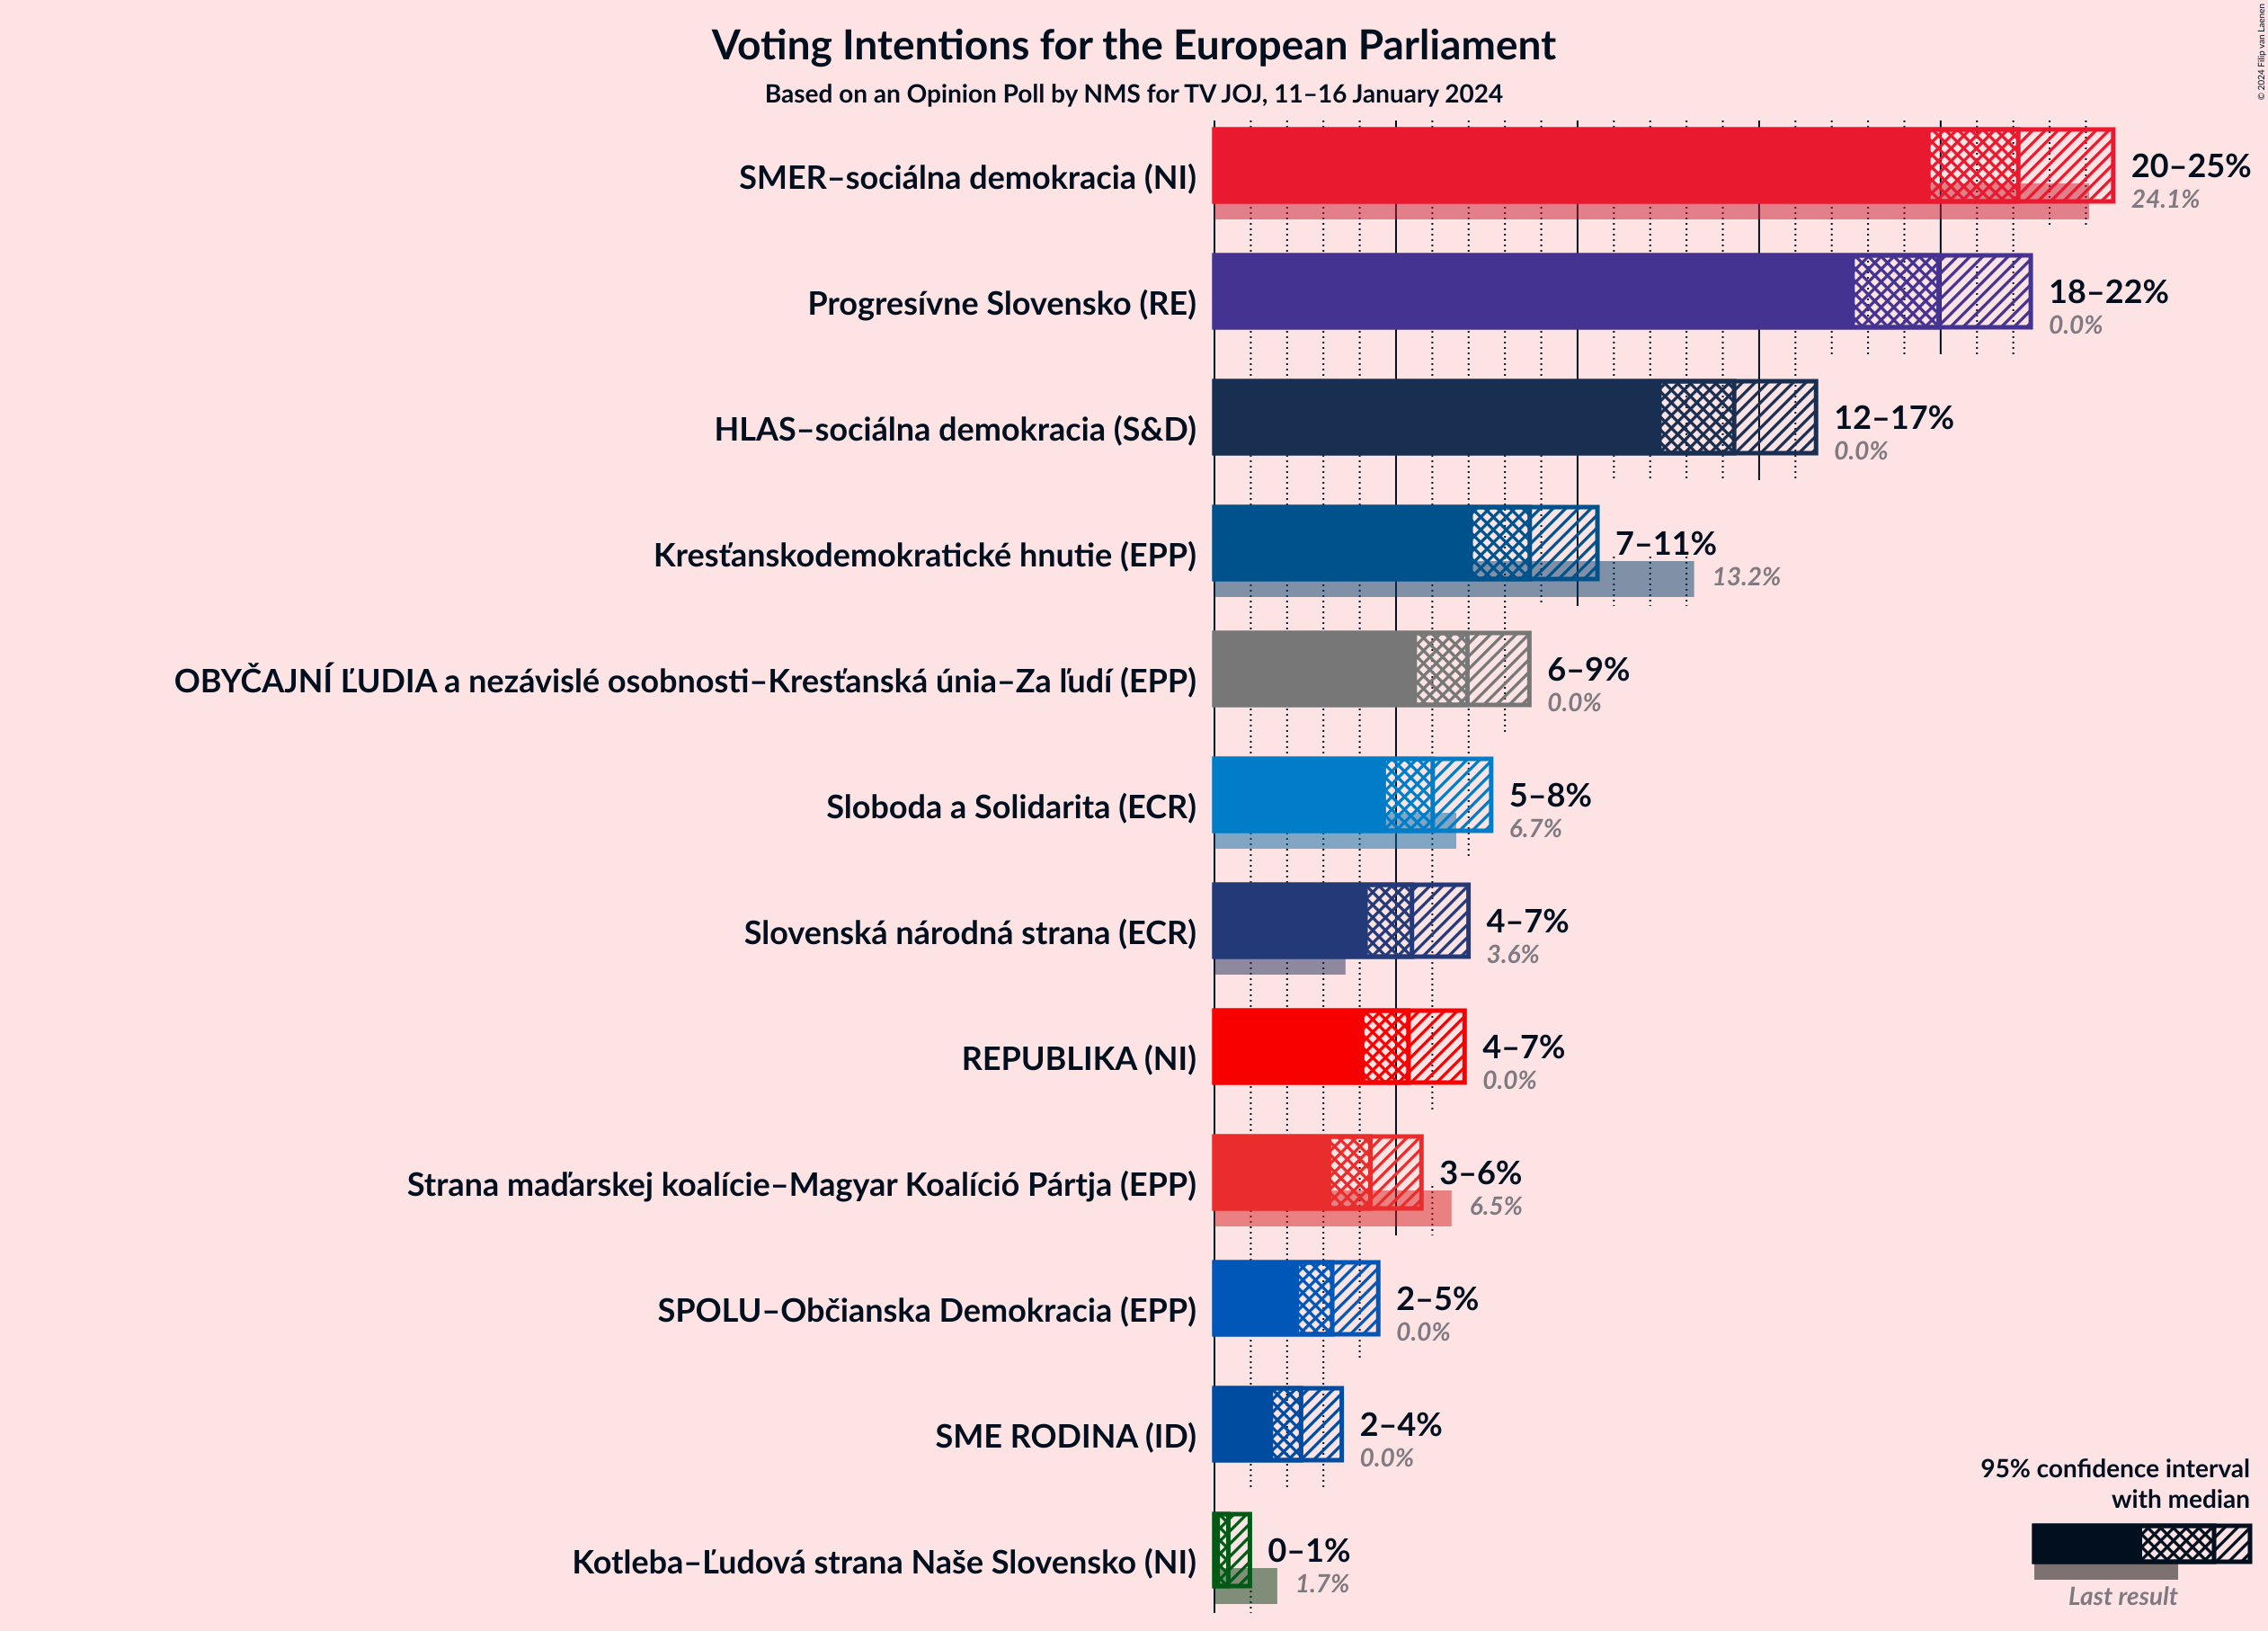 Voting Intentions for the European Parliament
Based on an Opinion Poll by NMS for TV JOJ, 11–16 January 2024
© 2024 Filip van Laenen
SMER–sociálna demokracia (NI)
20–25%
24.1%
Progresívne Slovensko (RE)
18–22%
0.0%
HLAS–sociálna demokracia (S&D)
12–17%
0.0%
Kresťanskodemokratické hnutie (EPP)
7–11%
13.2%
OBYČAJNÍ ĽUDIA a nezávislé osobnosti–Kresťanská únia–Za ľudí (EPP)
6–9%
0.0%
Sloboda a Solidarita (ECR)
5–8%
6.7%
Slovenská národná strana (ECR)
4–7%
3.6%
REPUBLIKA (NI)
4–7%
0.0%
Strana maďarskej koalície–Magyar Koalíció Pártja (EPP)
3–6%
6.5%
SPOLU–Občianska Demokracia (EPP)
2–5%
0.0%
SME RODINA (ID)
2–4%
0.0%
Kotleba–Ľudová strana Naše Slovensko (NI)
0–1%
1.7%
95% confidence interval
with median
Last result